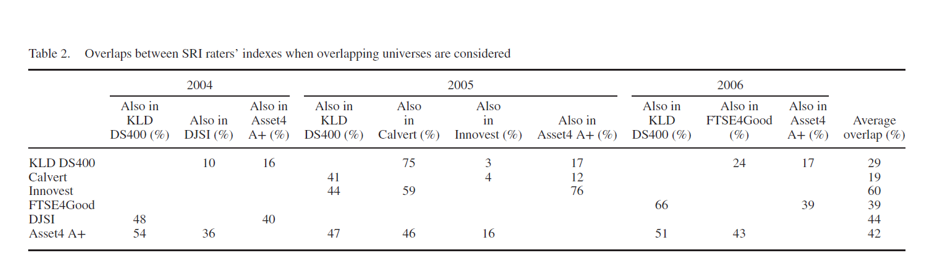 Table 2. Overlaps between SRI raters' indexes when overlapping universes are considered
2004 2005 2006
Also in Also in Also in Also Also Also in Also in Also in
KLD Also in Asset4 KLD in in Also in KLD FTSE4Good Asset4 Average
DS400 (%) DJSI (%) A+ (%) DS400 (%) Calvert (%) Innovest (%) Asset4 A+ (%) DS400 (%) (%) A+ (%) overlap (%)
KLD DS400 10 16 75 3 17 24 17 29
Calvert 41 4 12 19
Innovest 44 59 76 60
FTSE4Good 66 39 39
DJSI 48 40 44
Asset4 A+ 54 36 47 46 16 51 43 42